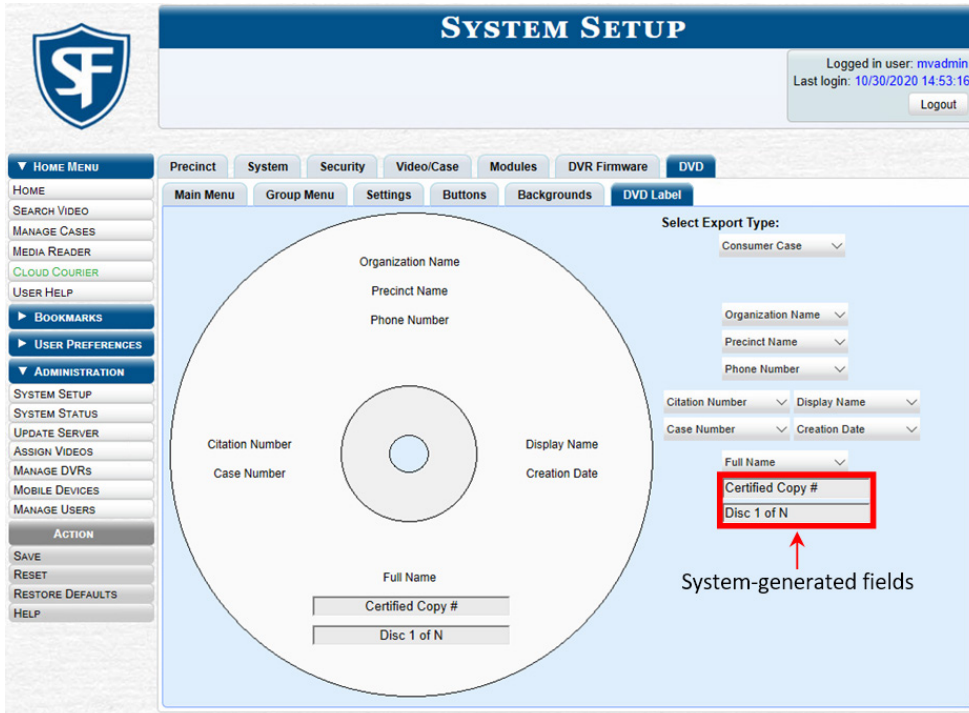 SYSTEM SETUP
SF
Logged in user: mvadmin
Last login: 10/30/2020 14:53:16
Logout
▼ HOME MENU
HOME
SEARCH VIDEO
MANAGE CASES
MEDIA READER
CLOUD COURIER
USER HELP
▶ BOOKMARKS
▶ USER PREFERENCES
▼ ADMINISTRATION
SYSTEM SETUP
SYSTEM STATUS
UPDATE SERVER
ASSIGN VIDEOS
MANAGE DVRS
MOBILE DEVICES
MANAGE USERS
ACTION
SAVE
RESET
RESTORE DEFAULTS
HELP
Precinct System Security Video/Case Modules DVR Firmware DVD
Main Menu Group Menu Settings Buttons Backgrounds DVD Label
Organization Name
Precinct Name
Phone Number
Citation Number Display Name
Case Number Creation Date
Full Name
Certified Copy #
Disc 1 of N
Select Export Type:
Consumer Case
Organization Name
Precinct Name
Phone Number
Citation Number Display Name
Case Number Creation Date
Full Name
Certified Copy #
Disc 1 of N
System-generated fields